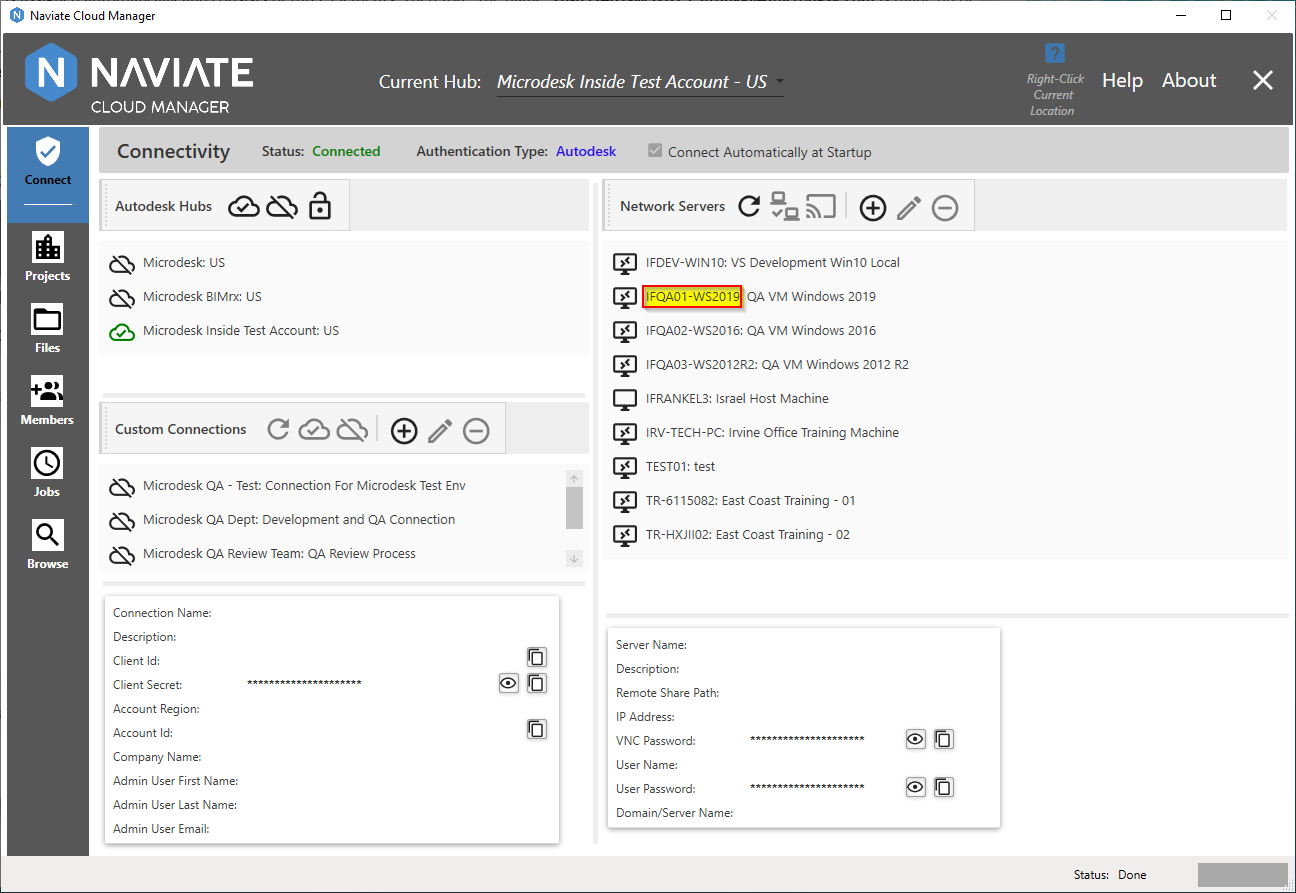 Naviate Cloud Manager
NAVIATE
CLOUD MANAGER
Current Hub: Microdesk Inside Test Account - US
?
Right-Click
Current
Location
Help
About
Connect
Projects
Files
Members
Jobs
Browse
Connectivity
Status: Connected
Authentication Type: Autodesk
Connect Automatically at Startup
Autodesk Hubs
Microdesk: US
Microdesk BIMrx: US
Microdesk Inside Test Account: US
Custom Connections
Microdesk QA - Test: Connection For Microdesk Test Env
Microdesk QA Dept: Development and QA Connection
Microdesk QA Review Team: QA Review Process
Connection Name:
Description:
Client Id:
Client Secret: *********************
Account Region:
Account Id:
Company Name:
Admin User First Name:
Admin User Last Name:
Admin User Email:
Network Servers
IFDEV-WIN10: VS Development Win10 Local
IFQA01-WS2019 QA VM Windows 2019
IFQA02-WS2016: QA VM Windows 2016
IFQA03-WS2012R2: QA VM Windows 2012 R2
IFRANKEL3: Israel Host Machine
IRV-TECH-PC: Irvine Office Training Machine
TEST01: test
TR-6115082: East Coast Training - 01
TR-HXJII02: East Coast Training - 02
Server Name:
Description:
Remote Share Path:
IP Address:
VNC Password: *********************
User Name:
User Password: *********************
Domain/Server Name:
Status: Done